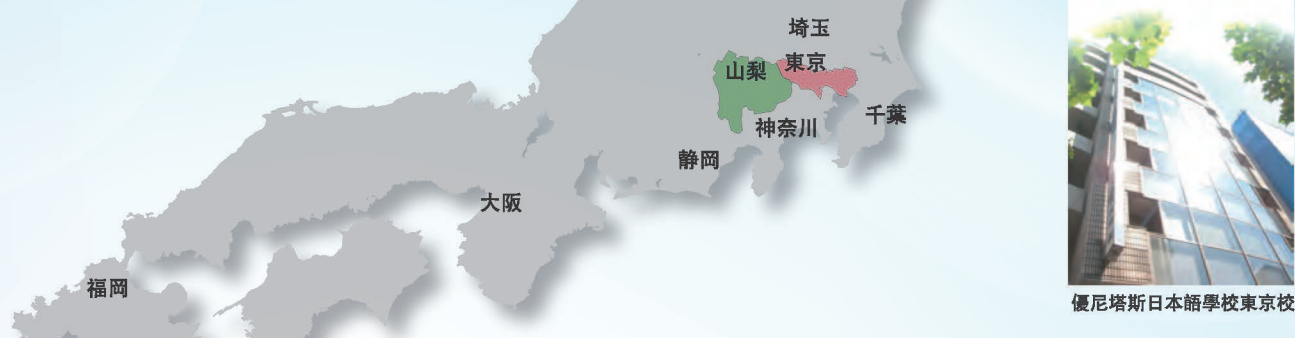 埼玉
東京
山梨
千葉
神奈川
静岡
大阪
福岡
優尼塔斯日本語學校東京校